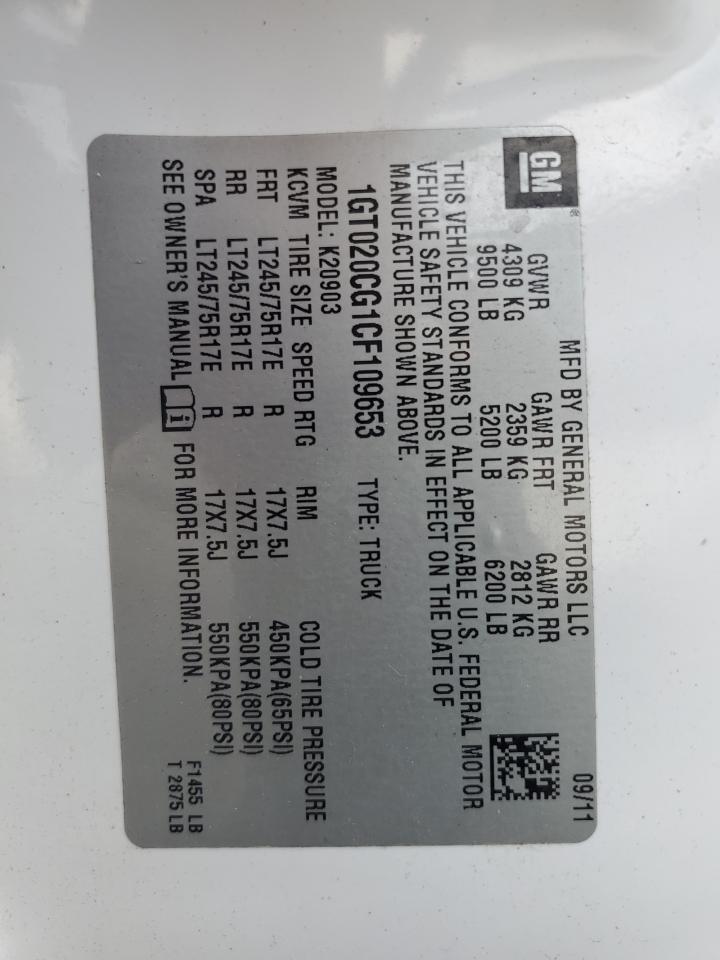 GM
MFD BY GENERAL MOTORS LLC 09/11
GVWR GAWR FRT GAWR RR
4309 KG 2359 KG 2812 KG
9500 LB 5200 LB 6200 LB
THIS VEHICLE CONFORMS TO ALL APPLICABLE U.S. FEDERAL MOTOR
VEHICLE SAFETY STANDARDS IN EFFECT ON THE DATE OF
MANUFACTURE SHOWN ABOVE.
1GT020CG1CF109653 TYPE: TRUCK
MODEL: K20903
KCVM TIRE SIZE SPEED RTG RIM COLD TIRE PRESSURE
FRT LT245/75R17E R 17X7.5J 450KPA(65PSI)
RR LT245/75R17E R 17X7.5J 550KPA(80PSI)
SPA LT245/75R17E R 17X7.5J 550KPA(80PSI)
SEE OWNER'S MANUAL FOR MORE INFORMATION.
F1455 LB
T 2875 LB